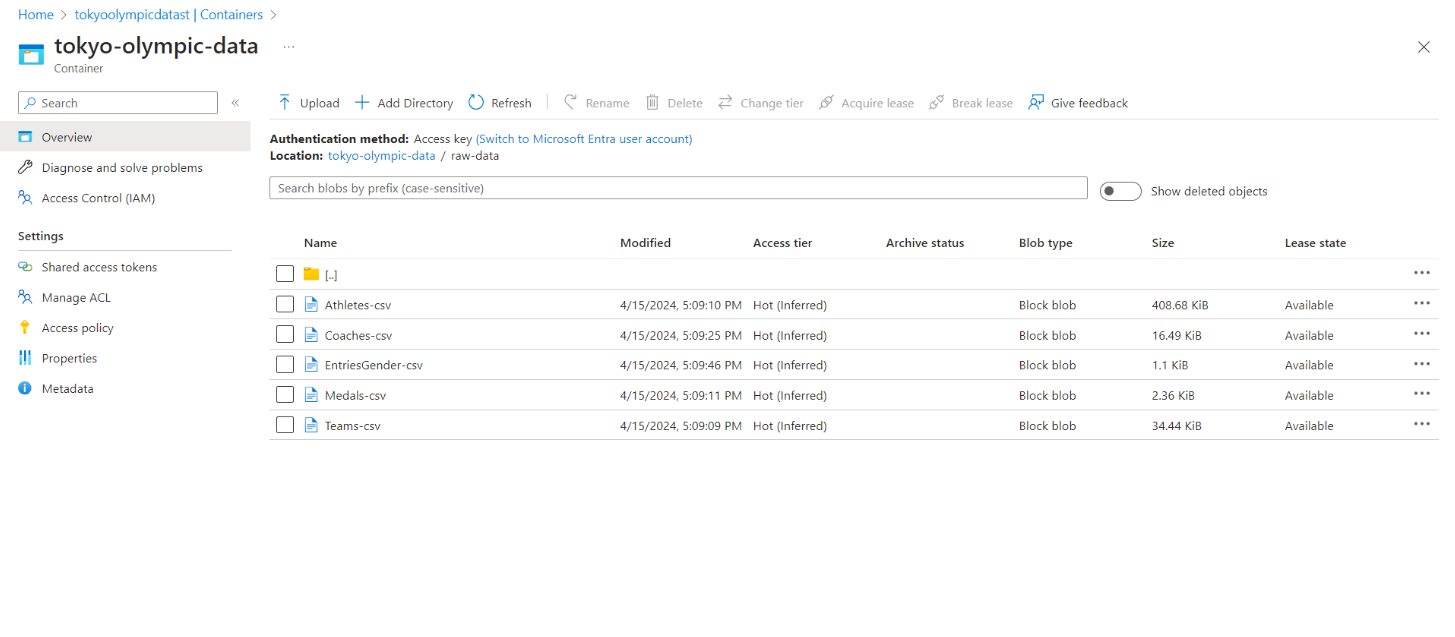 Home > tokyoolympicdatast | Containers >
tokyo-olympic-data ...
Container
Search «
Overview
Diagnose and solve problems
Access Control (IAM)
Settings
Shared access tokens
Manage ACL
Access policy
Properties
Metadata
Upload Add Directory Refresh Rename Delete Change tier Acquire lease Break lease Give feedback
Authentication method: Access key (Switch to Microsoft Entra user account)
Location: tokyo-olympic-data / raw-data
Search blobs by prefix (case-sensitive) Show deleted objects
Name Modified Access tier Archive status Blob type Size Lease state
[..]
Athletes-csv 4/15/2024, 5:09:10 PM Hot (Inferred) Block blob 408.68 KiB Available
Coaches-csv 4/15/2024, 5:09:25 PM Hot (Inferred) Block blob 16.49 KiB Available
EntriesGender-csv 4/15/2024, 5:09:46 PM Hot (Inferred) Block blob 1.1 KiB Available
Medals-csv 4/15/2024, 5:09:11 PM Hot (Inferred) Block blob 2.36 KiB Available
Teams-csv 4/15/2024, 5:09:09 PM Hot (Inferred) Block blob 34.44 KiB Available